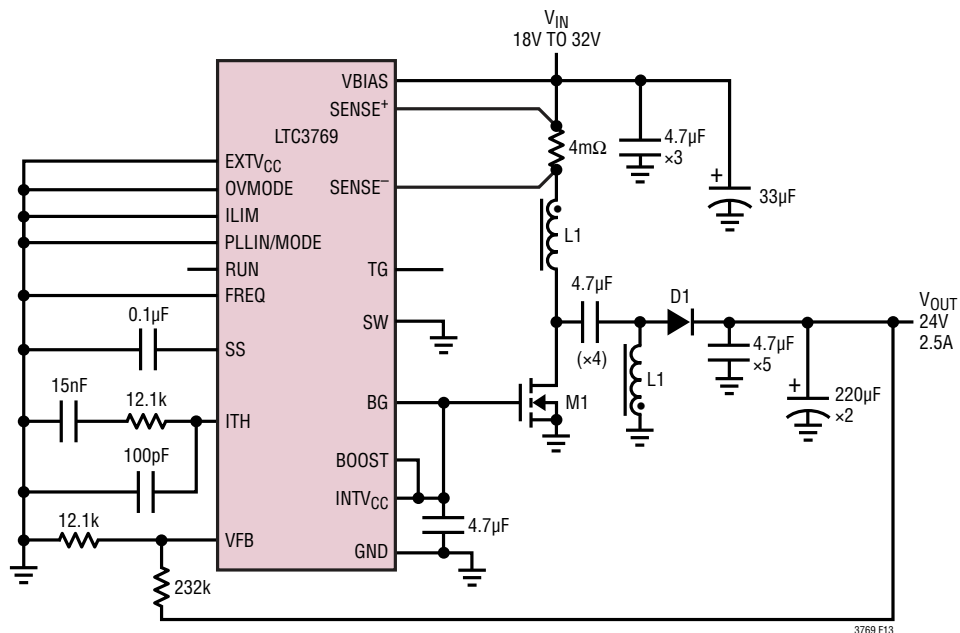 VIN
18V TO 32V
VBIAS
SENSE+
LTC3769
4mΩ
4.7µF
×3
EXTVCC
OVMODE
SENSE–
+
33µF
ILIM
L1
PLLIN/MODE
RUN
TG
4.7µF
D1
FREQ
VOUT
24V
2.5A
0.1µF
SW
(×4)
4.7µF
×5
SS
L1
15nF
12.1k
BG
M1
+
220µF
×2
ITH
100pF
BOOST
INTVCC
12.1k
4.7µF
VFB
GND
232k
3769 F13